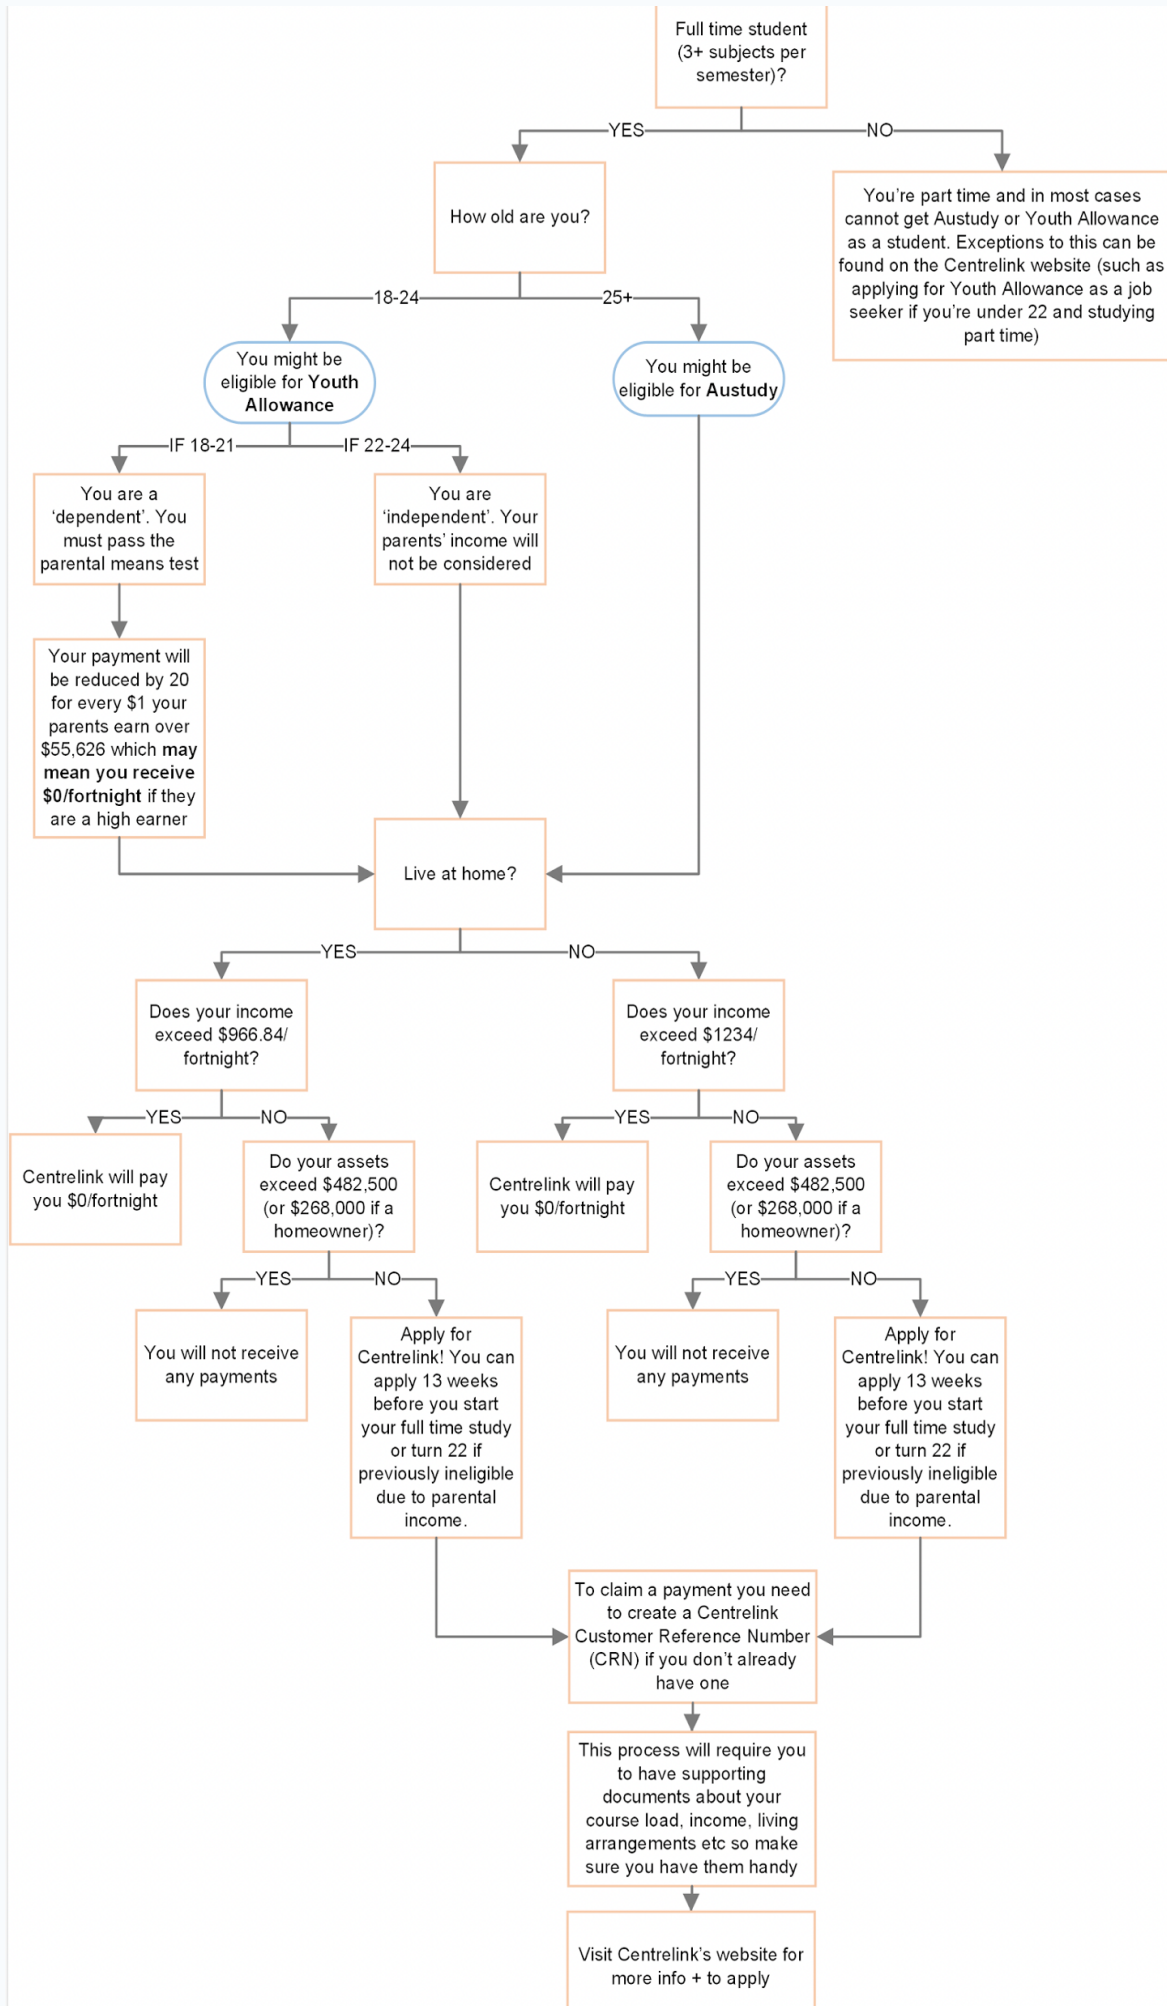 Full time student
(3+ subjects per
semester)?
YES
NO
How old are you?
You're part time and in most cases
cannot get Austudy or Youth Allowance
as a student. Exceptions to this can be
found on the Centrelink website (such as
applying for Youth Allowance as a job
seeker if you're under 22 and studying
part time)
18-24
25+
You might be
eligible for Youth
Allowance
You might be
eligible for Austudy
IF 18-21
IF 22-24
You are a
‘dependent’. You
must pass the
parental means test
You are
‘independent’. Your
parents’ income will
not be considered
Your payment will
be reduced by 20
for every $1 your
parents earn over
$55,626 which may
mean you receive
$0/fortnight if they
are a high earner
Live at home?
YES
NO
Does your income
exceed $966.84/
fortnight?
Does your income
exceed $1234/
fortnight?
YES
NO
YES
NO
Centrelink will pay
you $0/fortnight
Do your assets
exceed $482,500
(or $268,000 if a
homeowner)?
Centrelink will pay
you $0/fortnight
Do your assets
exceed $482,500
(or $268,000 if a
homeowner)?
YES
NO
YES
NO
You will not receive
any payments
Apply for
Centrelink! You can
apply 13 weeks
before you start
your full time study
or turn 22 if
previously ineligible
due to parental
income.
You will not receive
any payments
Apply for
Centrelink! You can
apply 13 weeks
before you start
your full time study
or turn 22 if
previously ineligible
due to parental
income.
To claim a payment you need
to create a Centrelink
Customer Reference Number
(CRN) if you don’t already
have one
This process will require you
to have supporting
documents about your
course load, income, living
arrangements etc so make
sure you have them handy
Visit Centrelink’s website for
more info + to apply